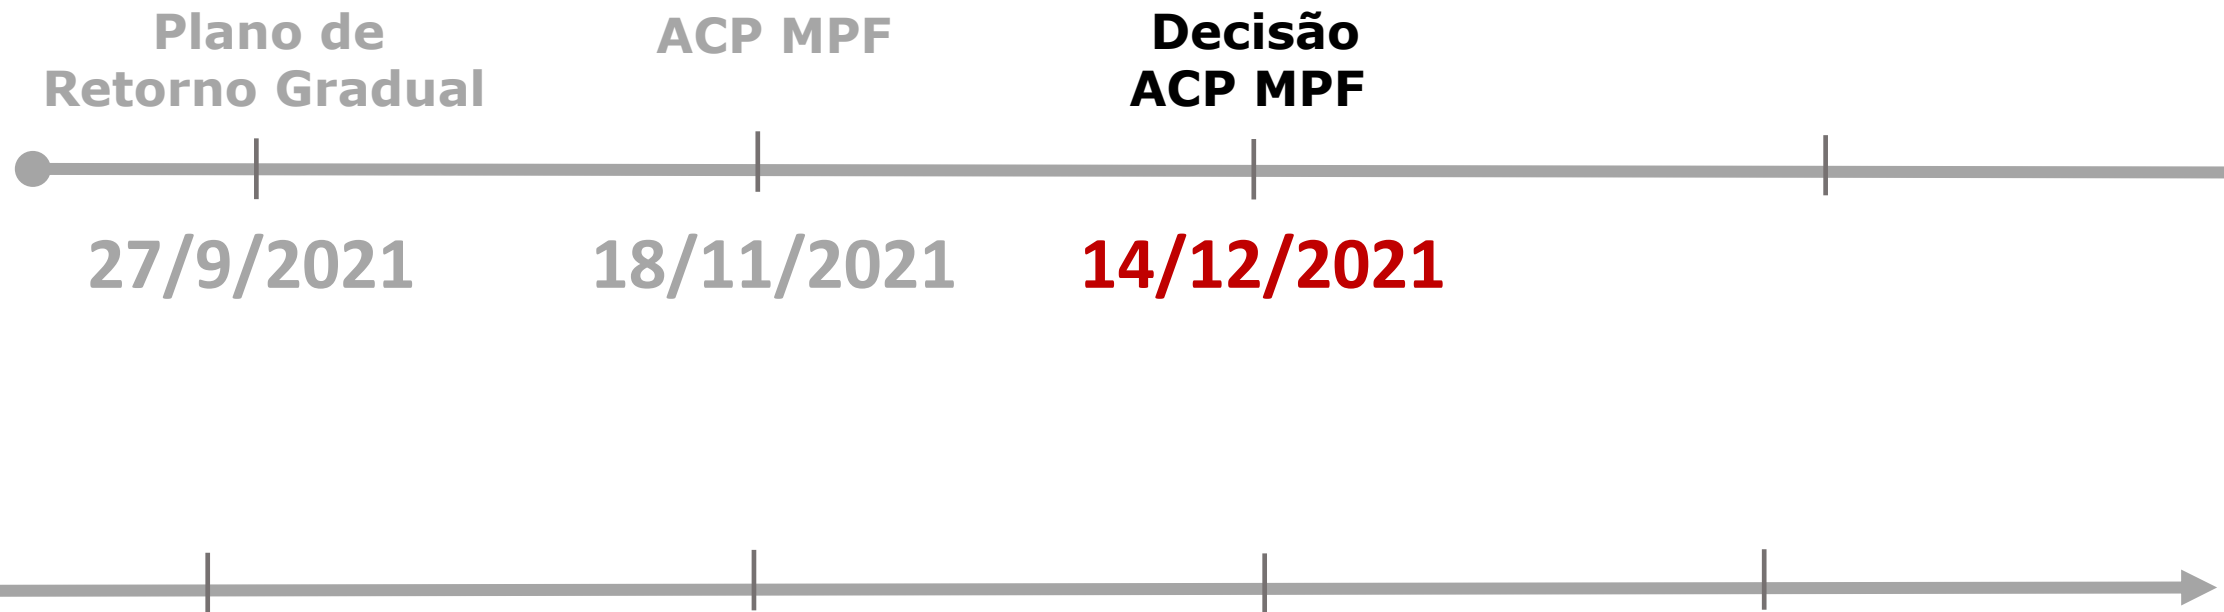 Plano de
Retorno Gradual
ACP MPF
Decisão
ACP MPF
27/9/2021
18/11/2021
14/12/2021